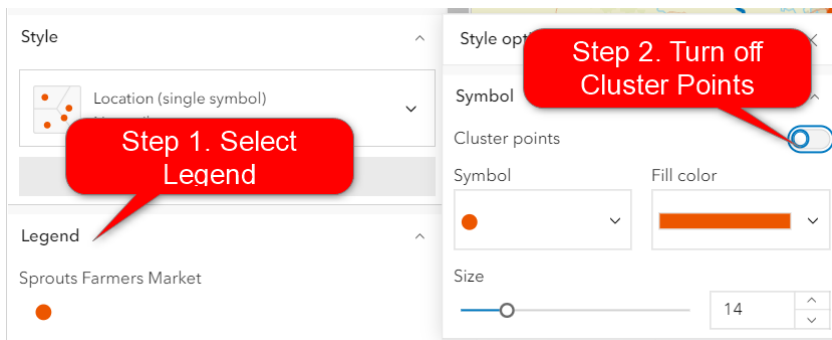 Style
Location (single symbol)
Step 1. Select
Legend
Legend
Sprouts Farmers Market
Style opt
Step 2. Turn off
Cluster Points
Symbol
Cluster points
Symbol
Fill color
Size
14